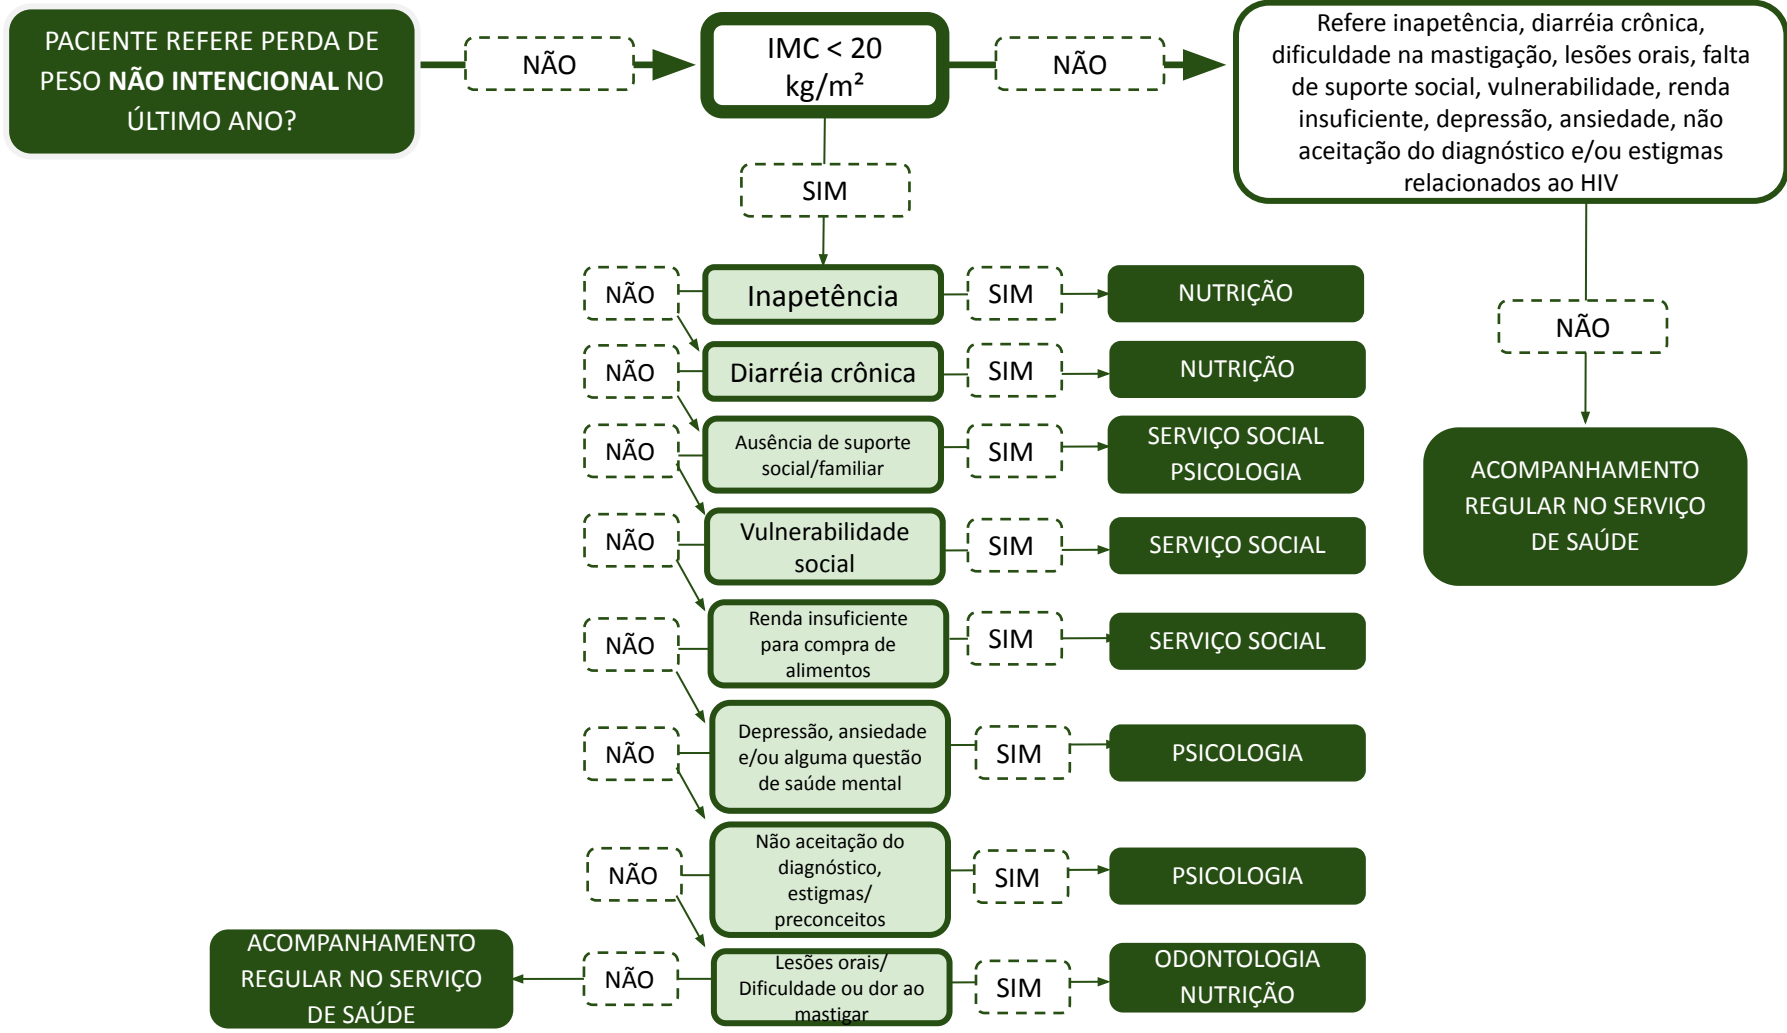 PACIENTE REFERE PERDA DE
PESO NÃO INTENCIONAL NO
ÚLTIMO ANO?
NÃO
IMC < 20
kg/m²
NÃO
Refere inapetência, diarréia crônica,
dificuldade na mastigação, lesões orais, falta
de suporte social, vulnerabilidade, renda
insuficiente, depressão, ansiedade, não
aceitação do diagnóstico e/ou estigmas
relacionados ao HIV
SIM
NÃO
Inapetência
SIM
NUTRIÇÃO
NÃO
NÃO
Diarréia crônica
SIM
NUTRIÇÃO
NÃO
Ausência de suporte
social/familiar
SIM
SERVIÇO SOCIAL
PSICOLOGIA
ACOMPANHAMENTO
REGULAR NO SERVIÇO
DE SAÚDE
NÃO
Vulnerabilidade
social
SIM
SERVIÇO SOCIAL
NÃO
Renda insuficiente
para compra de
alimentos
SIM
SERVIÇO SOCIAL
NÃO
Depressão, ansiedade
e/ou alguma questão
de saúde mental
SIM
PSICOLOGIA
NÃO
Não aceitação do
diagnóstico,
estigmas/
preconceitos
SIM
PSICOLOGIA
ACOMPANHAMENTO
REGULAR NO SERVIÇO
DE SAÚDE
NÃO
Lesões orais/
Dificuldade ou dor ao
mastigar
SIM
ODONTOLOGIA
NUTRIÇÃO